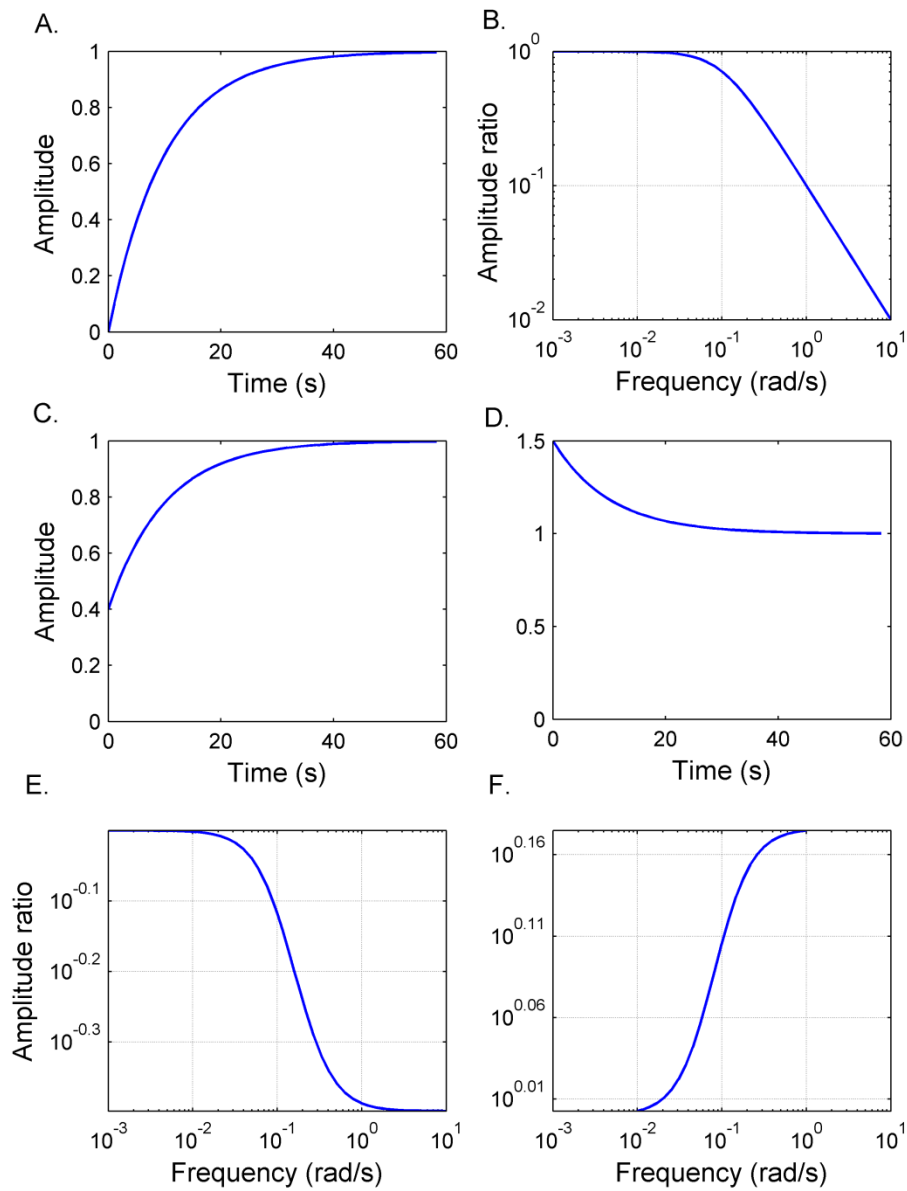 A.
1
0.8
0.6
0.4
0.2
0
0 20 40 60
Amplitude
Time (s)
B.
10^0
10^-1
10^-2
10^-3 10^-2 10^-1 10^0 10^1
Amplitude ratio
Frequency (rad/s)
C.
1
0.8
0.6
0.4
0.2
0
0 20 40 60
Amplitude
Time (s)
D.
1.5
1
0.5
0
0 20 40 60
Time (s)
E.
10^-0.1
10^-0.2
10^-0.3
10^-3 10^-2 10^-1 10^0 10^1
Amplitude ratio
Frequency (rad/s)
F.
10^0.16
10^0.11
10^0.06
10^0.01
10^-3 10^-2 10^-1 10^0 10^1
Frequency (rad/s)